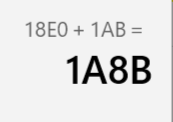 18E0 + 1AB =
1A8B